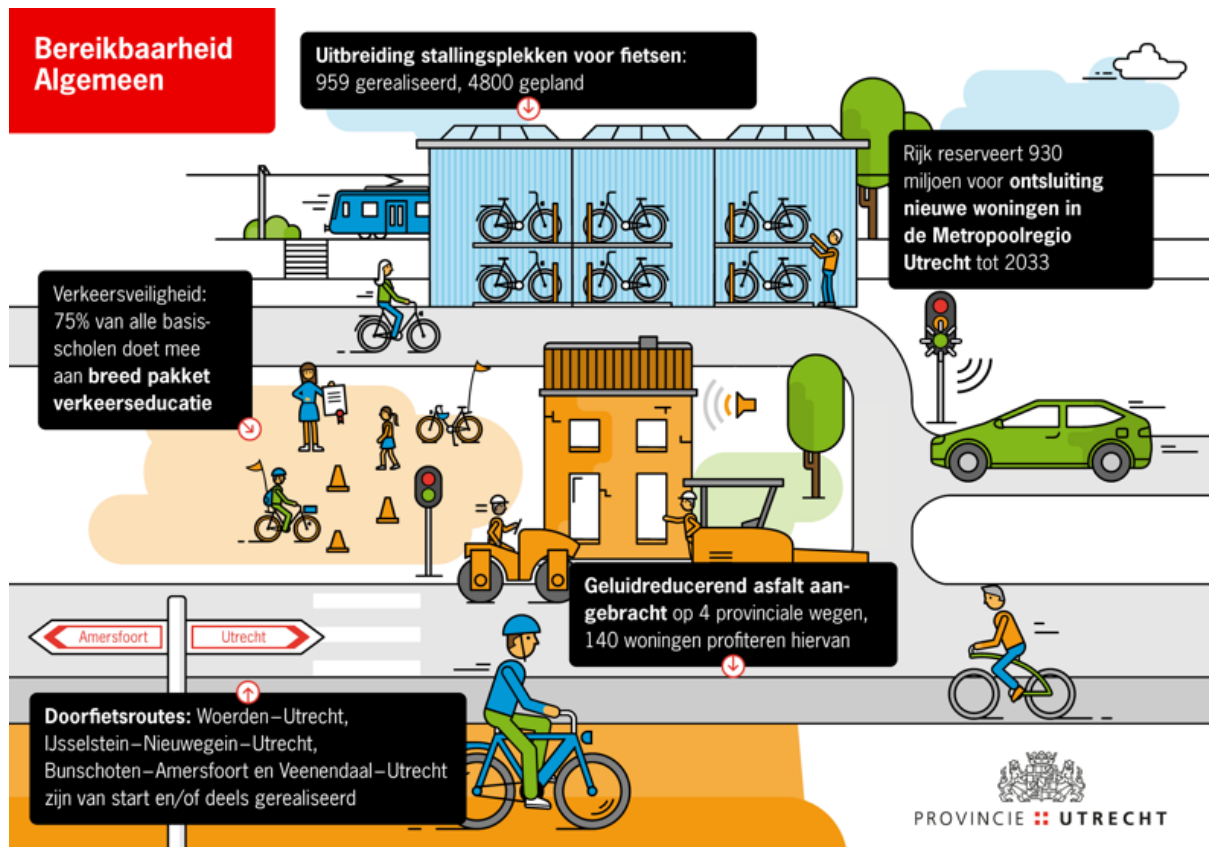 Bereikbaarheid
Algemeen
Uitbreiding stallingsplekken voor fietsen:
959 gerealiseerd, 4800 gepland
Rijk reserveert 930
miljoen voor ontsluiting
nieuwe woningen in
de Metropoolregio
Utrecht tot 2033
Verkeersveiligheid:
75% van alle basis-
scholen doet mee
aan breed pakket
verkeerseducatie
Geluidreducerend asfalt aan-
gebracht op 4 provinciale wegen,
140 woningen profiteren hiervan
Amersfoort
Utrecht
Doorfietsroutes: Woerden–Utrecht,
IJsselstein–Nieuwegein–Utrecht,
Bunschoten–Amersfoort en Veenendaal–Utrecht
zijn van start en/of deels gerealiseerd
PROVINCIE UTRECHT